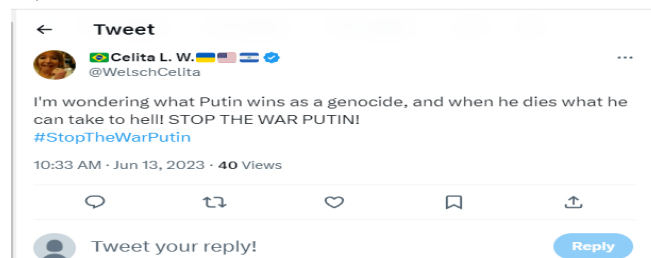 Tweet
Celita L. W.
@WelschCelita
I'm wondering what Putin wins as a genocide, and when he dies what he
can take to hell! STOP THE WAR PUTIN!
#StopTheWarPutin
10:33 AM · Jun 13, 2023 · 40 Views
Tweet your reply!
Reply